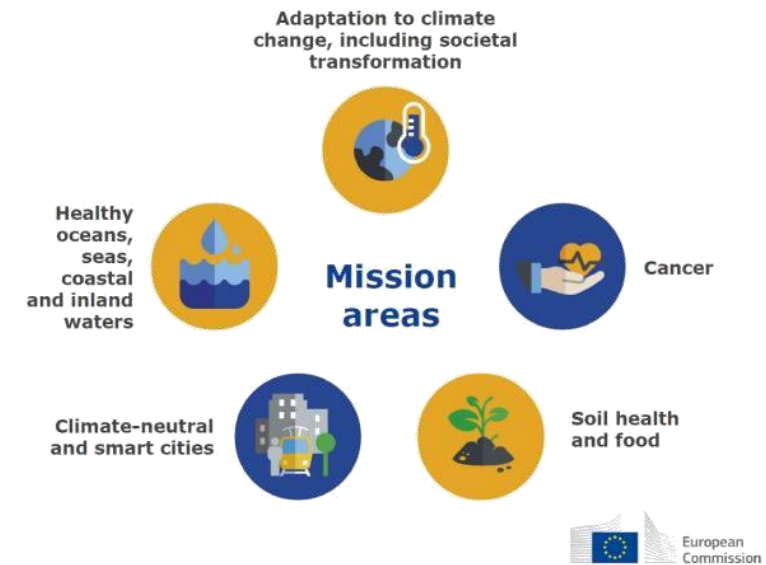 Adaptation to climate
change, including societal
transformation
Healthy
oceans,
seas,
coastal
and inland
waters
Mission
areas
Cancer
Climate-neutral
and smart cities
Soil health
and food
European
Commission